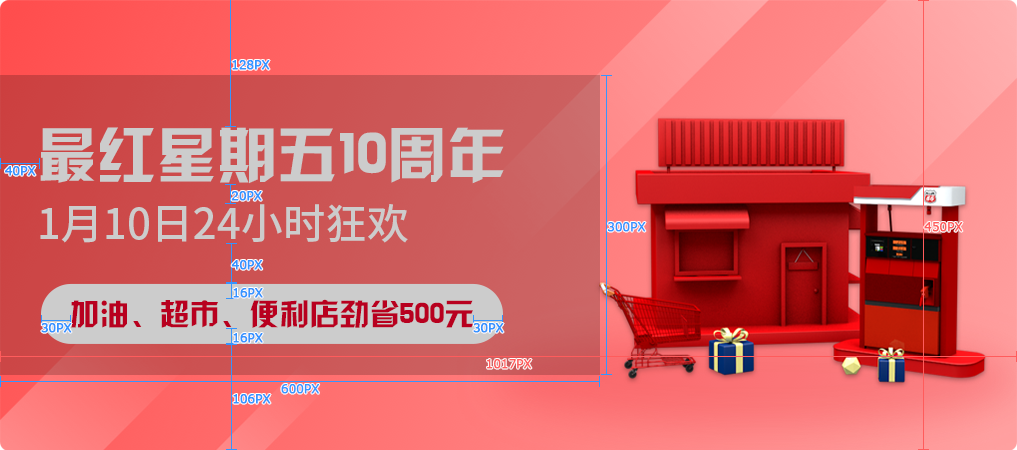 128PX
最红星期五10周年
40PX
20PX
1月10日24小时狂欢
300PX
450PX
40PX
16PX
加油、超市、便利店劲省500元
30PX
30PX
16PX
1017PX
600PX
106PX